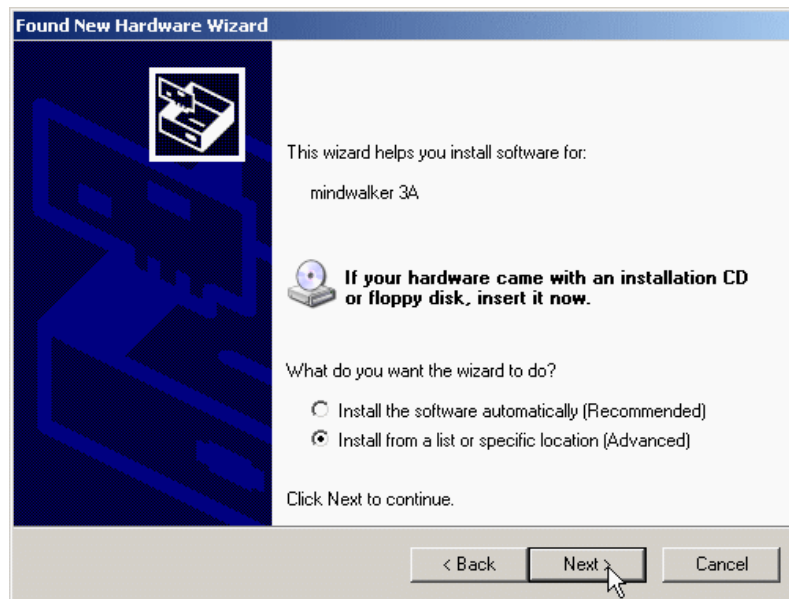 Found New Hardware Wizard
This wizard helps you install software for:
mindwalker 3A
If your hardware came with an installation CD
or floppy disk, insert it now.
What do you want the wizard to do?
Install the software automatically (Recommended)
Install from a list or specific location (Advanced)
Click Next to continue.
< Back Next > Cancel